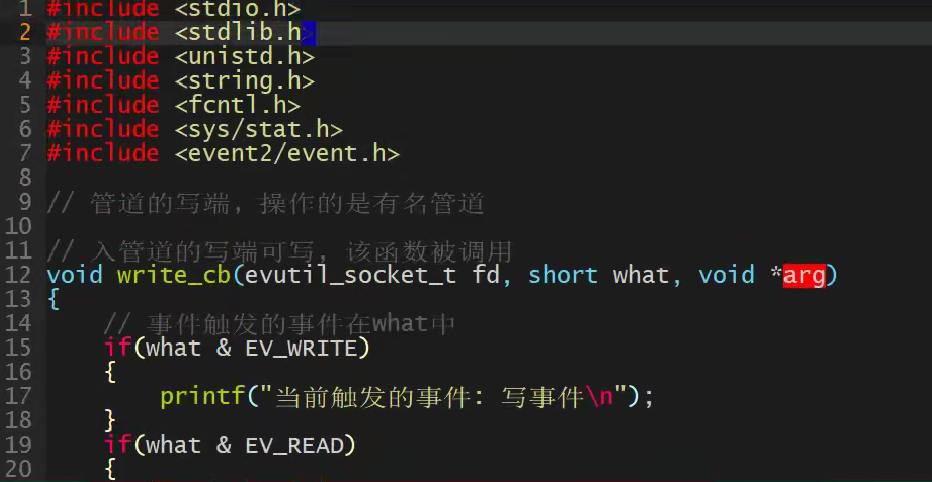 1 #include <stdio.h>
2 #include <stdlib.h>
3 #include <unistd.h>
4 #include <string.h>
5 #include <fcntl.h>
6 #include <sys/stat.h>
7 #include <event2/event.h>
8
9 // 管道的写端，操作的是有名管道
10
11 // 入管道的写端可写，该函数被调用
12 void write_cb(evutil_socket_t fd, short what, void *arg)
13 {
14     // 事件触发的事件在what中
15     if(what & EV_WRITE)
16     {
17         printf("当前触发的事件: 写事件\n");
18     }
19     if(what & EV_READ)
20     {